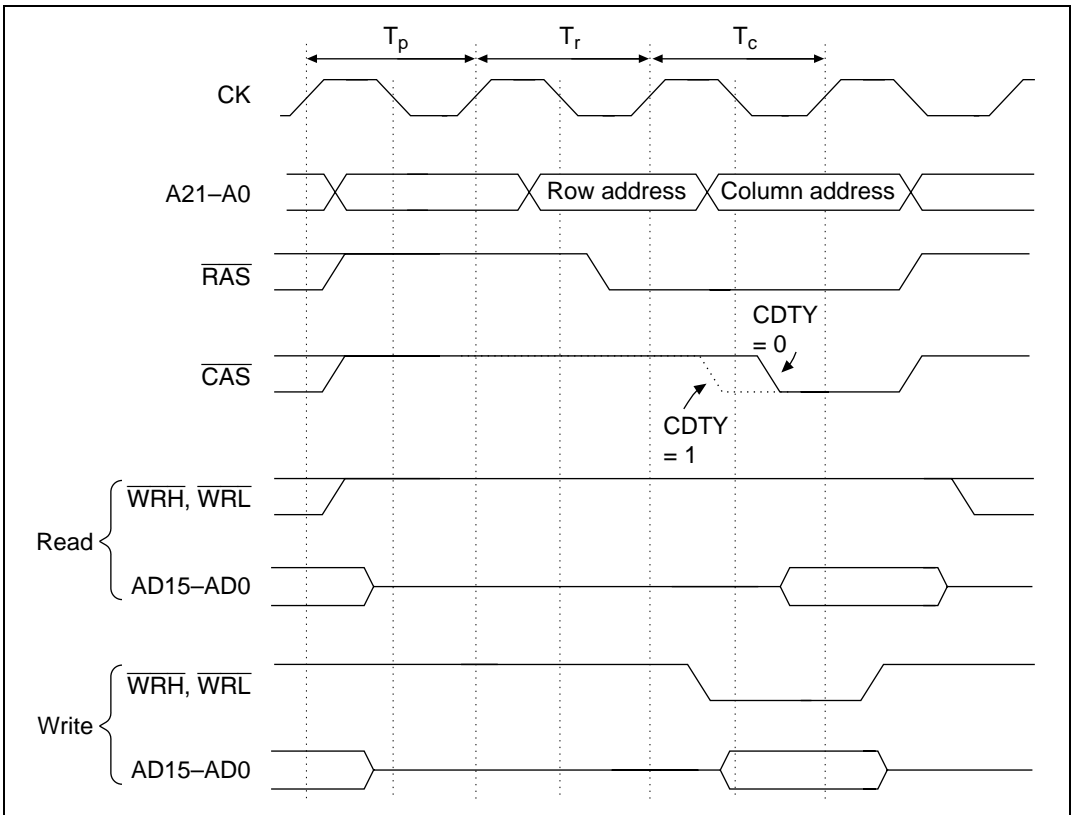 Tp Tr Tc
CK
A21–A0 Row address Column address
RAS
CDTY
= 0
CAS
CDTY
= 1
WRH, WRL
Read
AD15–AD0
WRH, WRL
Write
AD15–AD0